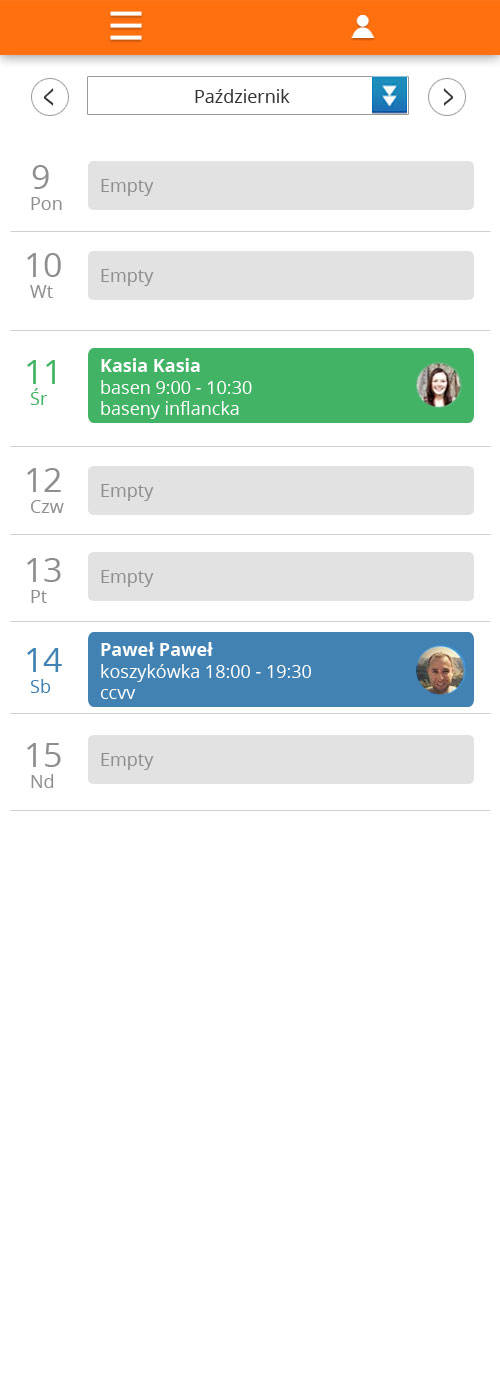 Październik
9
Pon
Empty
10
Wt
Empty
11
Śr
Kasia Kasia
basen 9:00 - 10:30
baseny inflancka
12
Czw
Empty
13
Pt
Empty
14
Sb
Paweł Paweł
koszykówka 18:00 - 19:30
ccvv
15
Nd
Empty